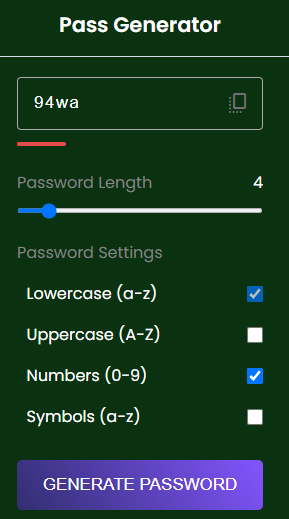 Pass Generator
94wa
Password Length 4
Password Settings
Lowercase (a-z)
Uppercase (A-Z)
Numbers (0-9)
Symbols (a-z)
GENERATE PASSWORD